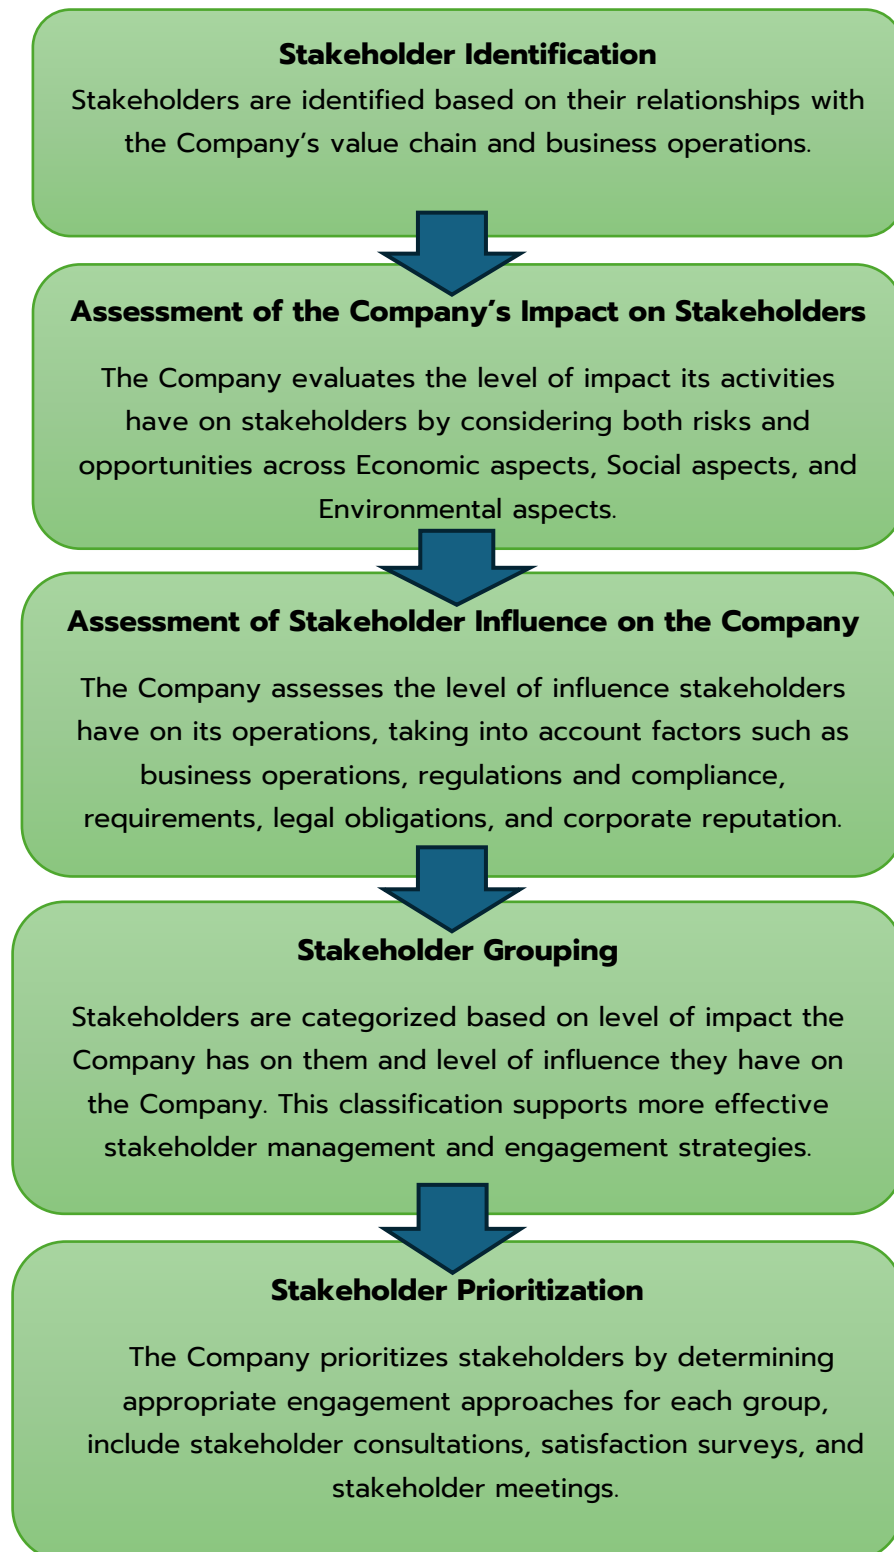 Stakeholder Identification
Stakeholders are identified based on their relationships with
the Company's value chain and business operations.
Assessment of the Company's Impact on Stakeholders
The Company evaluates the level of impact its activities
have on stakeholders by considering both risks and
opportunities across Economic aspects, Social aspects, and
Environmental aspects.
Assessment of Stakeholder Influence on the Company
The Company assesses the level of influence stakeholders
have on its operations, taking into account factors such as
business operations, regulations and compliance,
requirements, legal obligations, and corporate reputation.
Stakeholder Grouping
Stakeholders are categorized based on level of impact the
Company has on them and level of influence they have on
the Company. This classification supports more effective
stakeholder management and engagement strategies.
Stakeholder Prioritization
The Company prioritizes stakeholders by determining
appropriate engagement approaches for each group,
include stakeholder consultations, satisfaction surveys, and
stakeholder meetings.